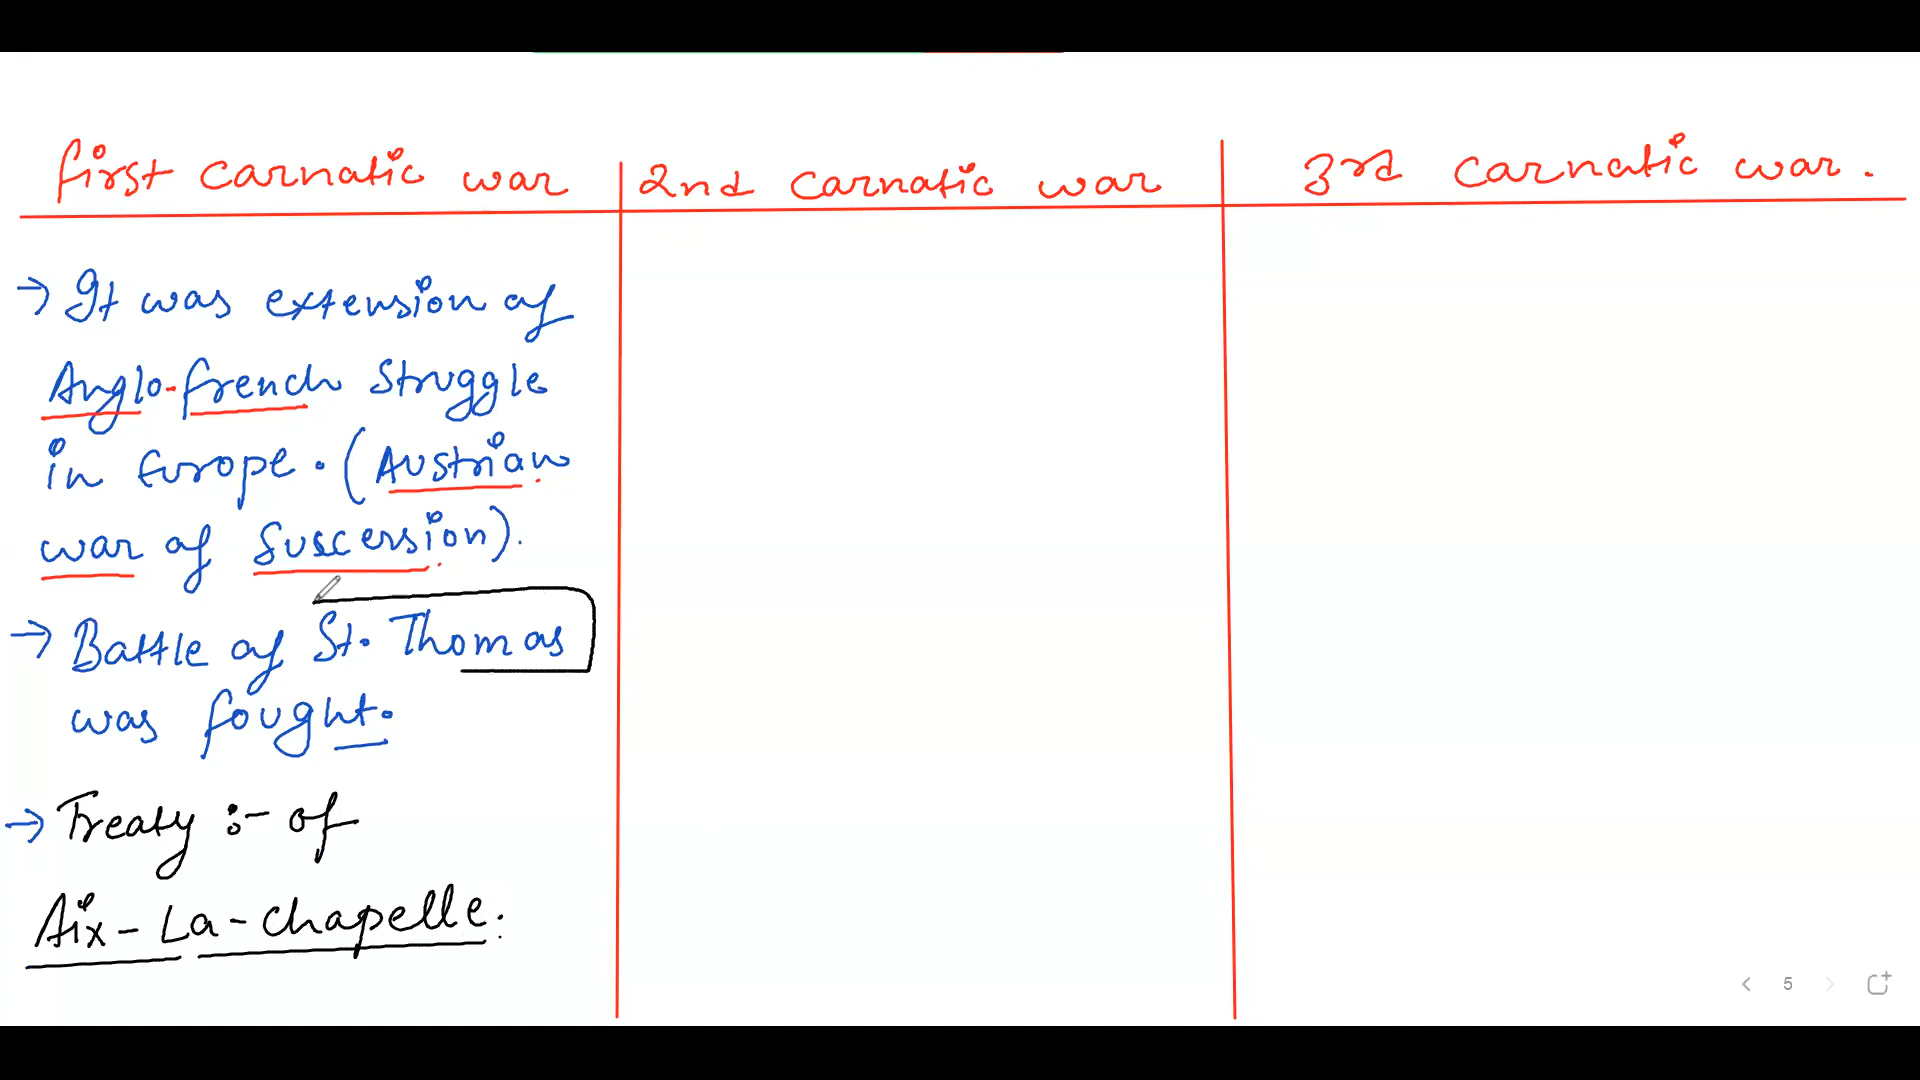 first carnatic war
2nd carnatic war
3rd carnatic war.
→ It was extension of
Anglo-french struggle
in Europe. (Austrian
war of Suscerssion).
→ Battle of St. Thomas
was fought.
→ Treaty :- of
Aix-La-chapelle.
< 5 >